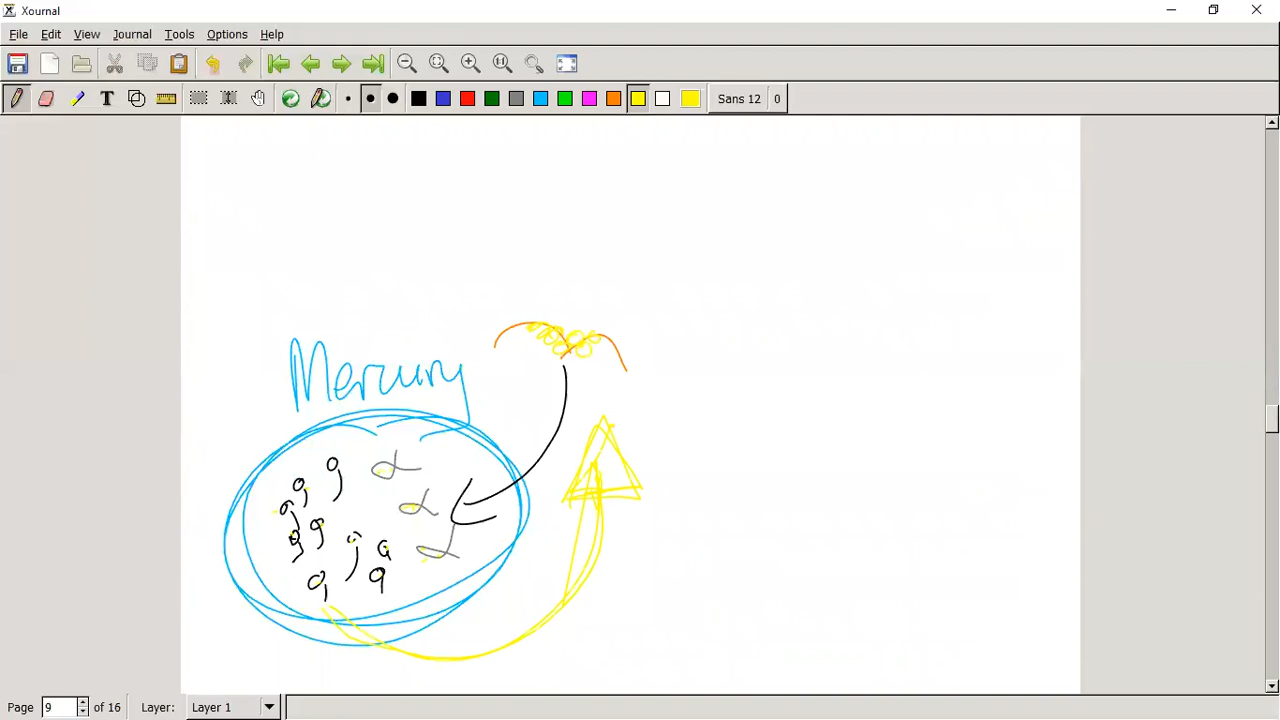 Xournal
File Edit View Journal Tools Options Help
T Sans 12 0
Mercury
Page 9 of 16 Layer: Layer 1